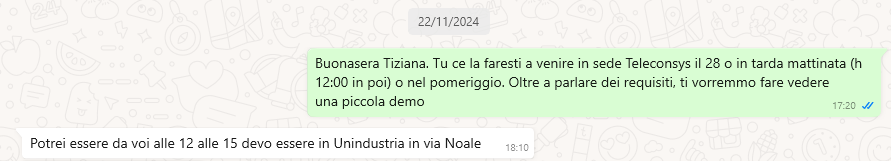 22/11/2024
Buonasera Tiziana. Tu ce la faresti a venire in sede Teleconsys il 28 o in tarda mattinata (h
12:00 in poi) o nel pomeriggio. Oltre a parlare dei requisiti, ti vorremmo fare vedere
una piccola demo
17:20
Potrei essere da voi alle 12 alle 15 devo essere in Unindustria in via Noale
18:10